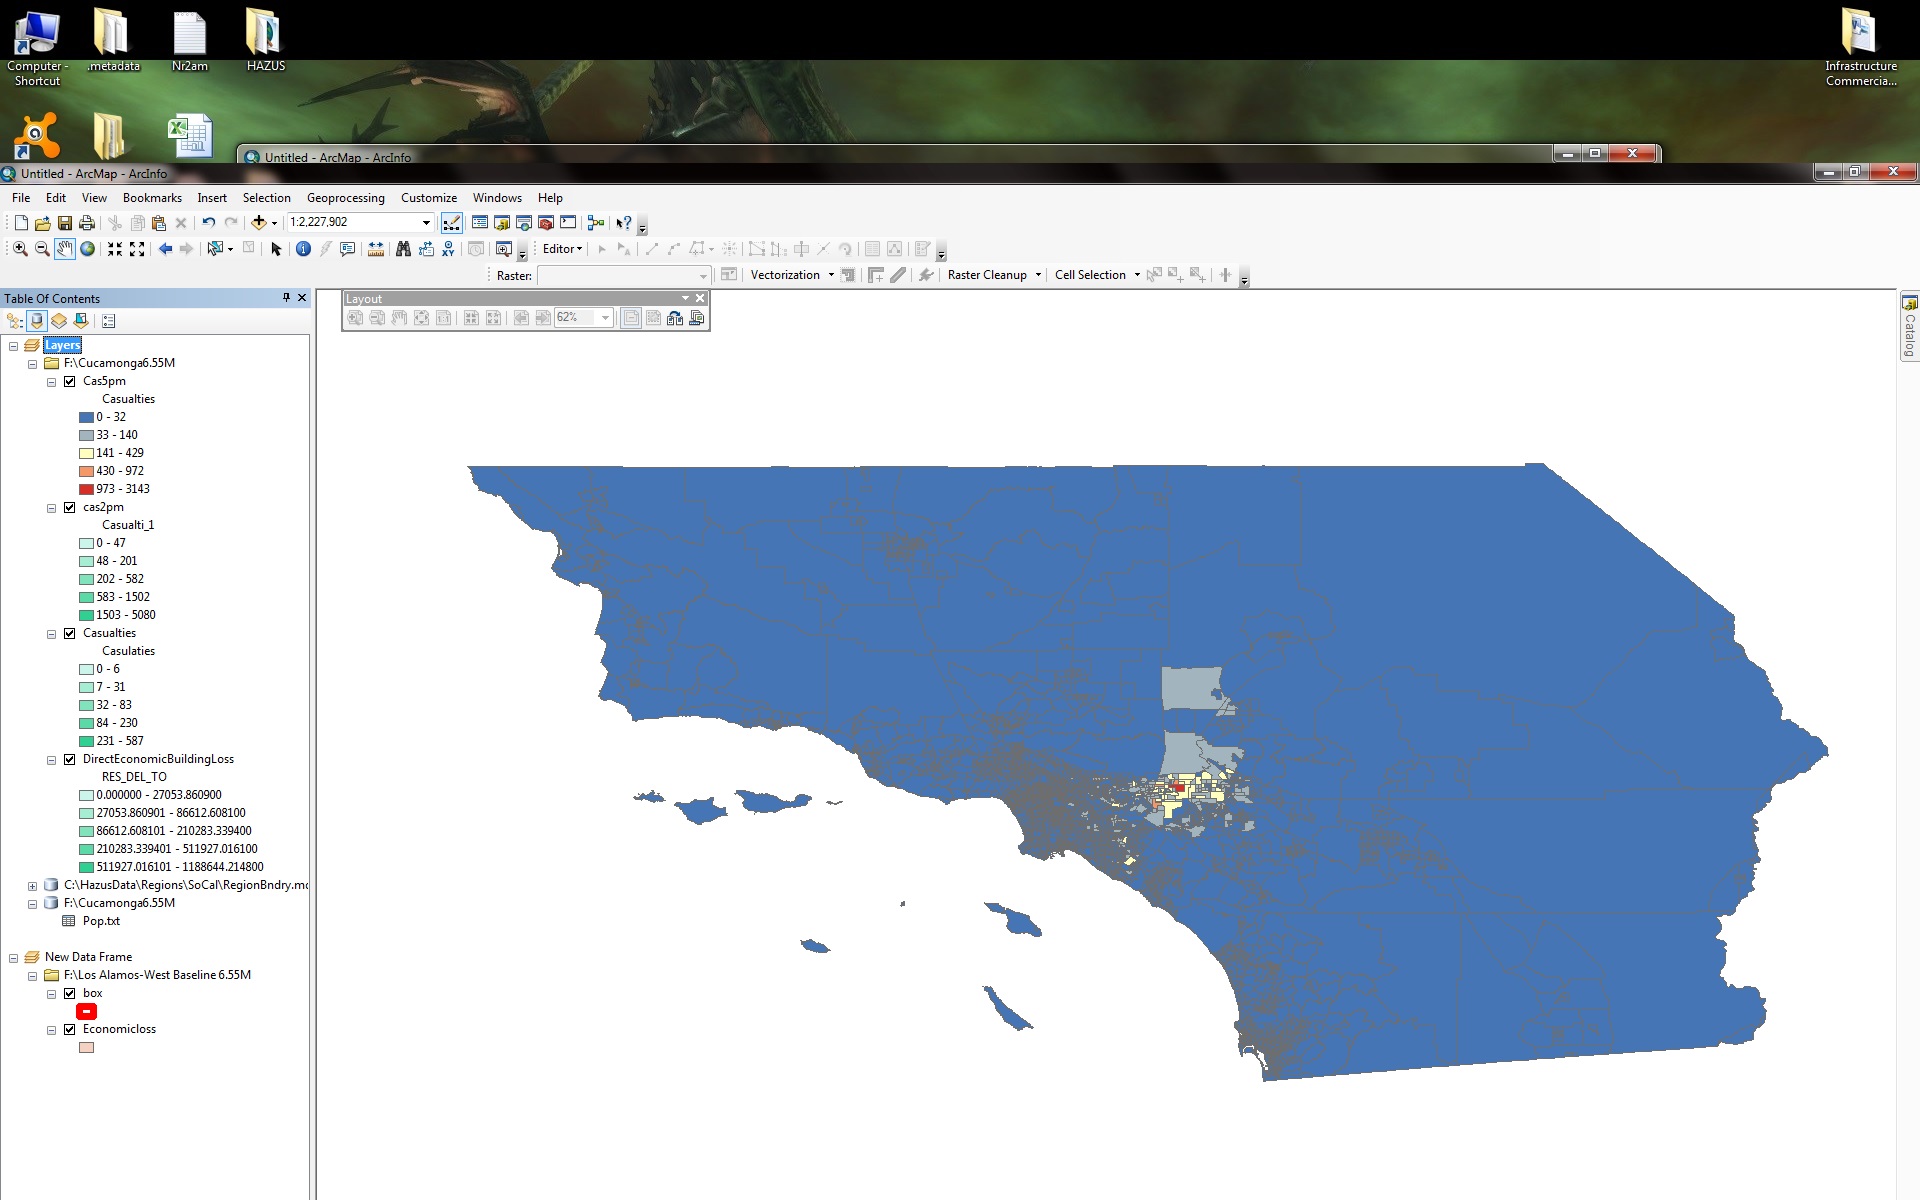 Computer - Shortcut
.metadata
Nr2am
HAZUS
Infrastructure Commercia...
Untitled - ArcMap - ArcInfo
Untitled - ArcMap - ArcInfo
File Edit View Bookmarks Insert Selection Geoprocessing Customize Windows Help
1:2,227,902
Editor
Raster: Vectorization Raster Cleanup Cell Selection
Table Of Contents
Layout
62%
Catalog
Layers
F:\Cucamonga6.55M
Cas5pm
Casualties
0 - 32
33 - 140
141 - 429
430 - 972
973 - 3143
cas2pm
Casualti_1
0 - 47
48 - 201
202 - 582
583 - 1502
1503 - 5080
Casualties
Casulaties
0 - 6
7 - 31
32 - 83
84 - 230
231 - 587
DirectEconomicBuildingLoss
RES_DEL_TO
0.000000 - 27053.860900
27053.860901 - 86612.608100
86612.608101 - 210283.339400
210283.339401 - 511927.016100
511927.016101 - 1188644.214800
C:\HazusData\Regions\SoCal\RegionBndry.mc
F:\Cucamonga6.55M
Pop.txt
New Data Frame
F:\Los Alamos-West Baseline 6.55M
box
Economicloss